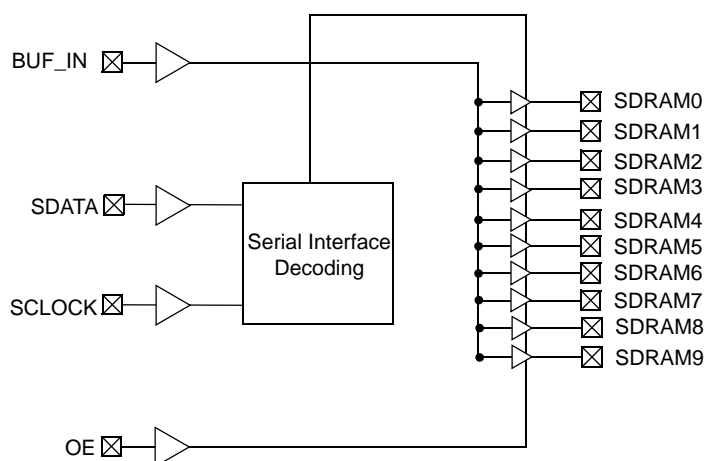 BUF_IN
SDATA
SCLOCK
OE
Serial Interface
Decoding
SDRAM0
SDRAM1
SDRAM2
SDRAM3
SDRAM4
SDRAM5
SDRAM6
SDRAM7
SDRAM8
SDRAM9